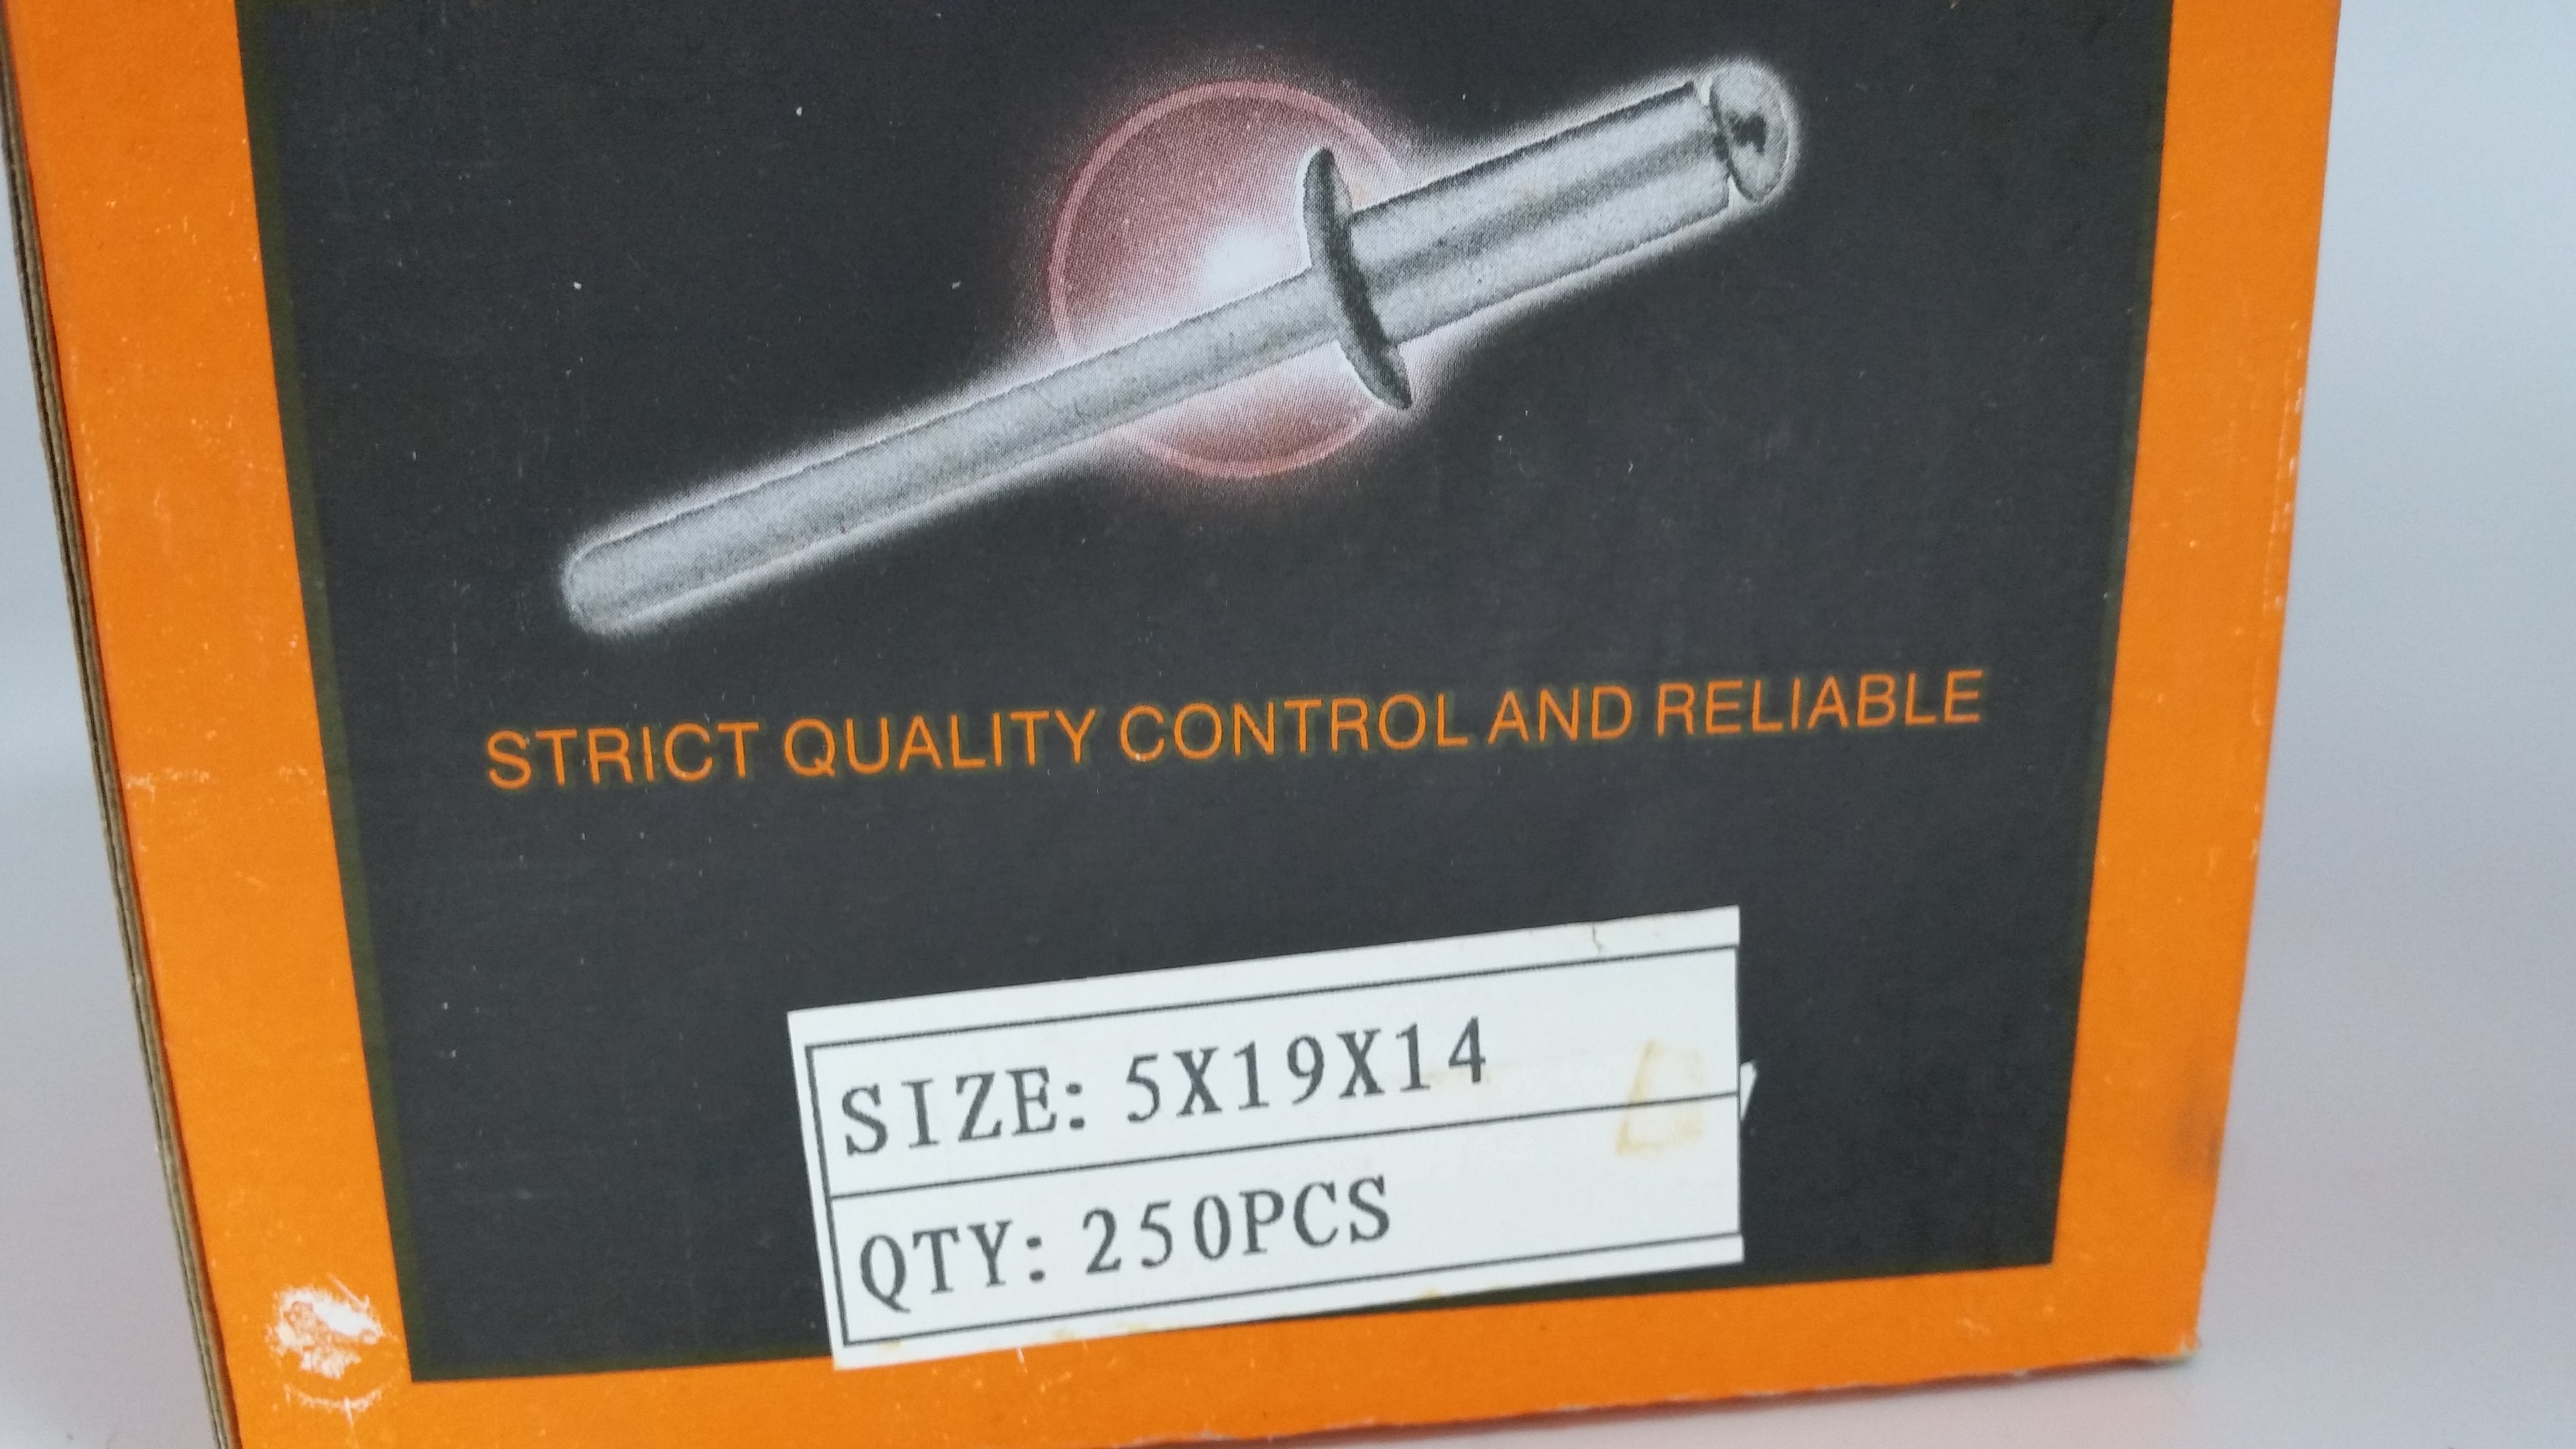 STRICT QUALITY CONTROL AND RELIABLE
SIZE: 5X19X14
QTY: 250PCS